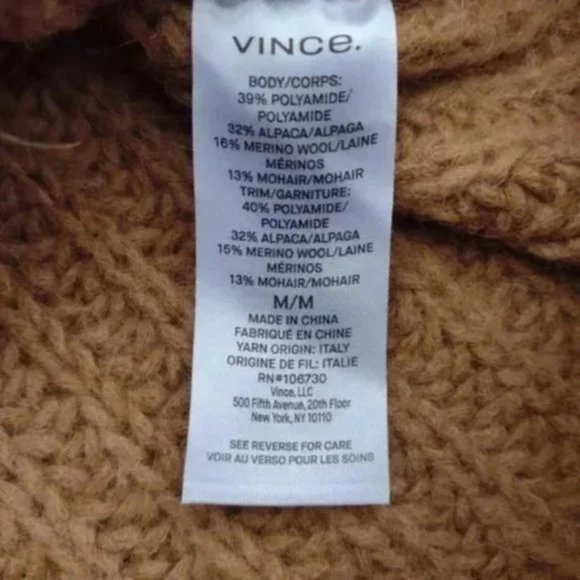 VINCE.
BODY/CORPS:
39% POLYAMIDE/
POLYAMIDE
32% ALPACA/ALPAGA
16% MERINO WOOL/LAINE
MÉRINOS
13% MOHAIR/MOHAIR
TRIM/GARNITURE:
40% POLYAMIDE/
POLYAMIDE
32% ALPACA/ALPAGA
15% MERINO WOOL/LAINE
MÉRINOS
13% MOHAIR/MOHAIR
M/M
MADE IN CHINA
FABRIQUÉ EN CHINE
YARN ORIGIN: ITALY
ORIGINE DE FIL: ITALIE
RN#106730
Vince, LLC
500 Fifth Avenue, 20th Floor
New York, NY 10110
SEE REVERSE FOR CARE
VOIR AU VERSO POUR LES SOINS